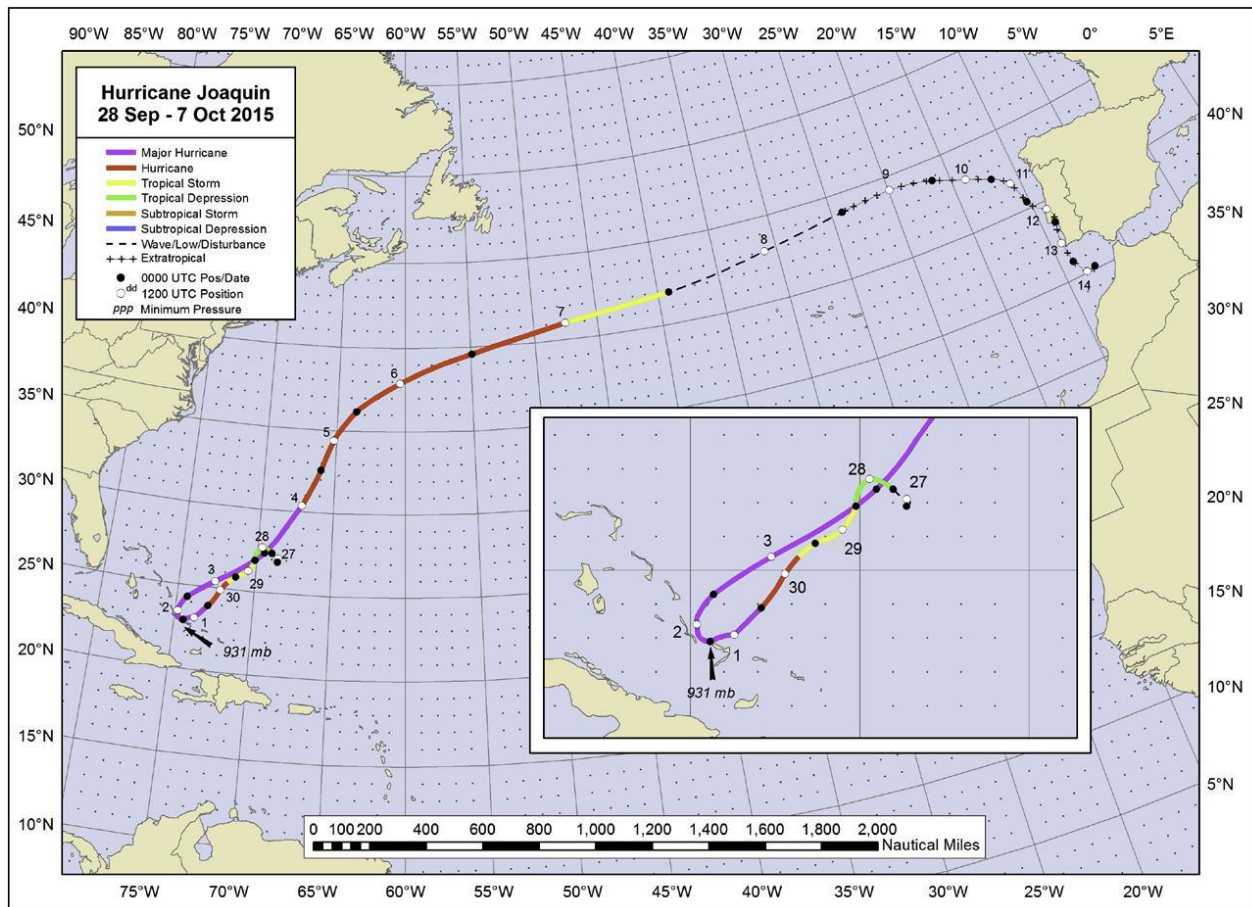 90°W 85°W 80°W 75°W 70°W 65°W 60°W 55°W 50°W 45°W 40°W 35°W 30°W 25°W 20°W 15°W 10°W 5°W 0° 5°E
Hurricane Joaquin
28 Sep - 7 Oct 2015
Major Hurricane
Hurricane
Tropical Storm
Tropical Depression
Subtropical Storm
Subtropical Depression
Wave/Low/Disturbance
Extratropical
0000 UTC Pos/Date
dd
1200 UTC Position
ppp Minimum Pressure
50°N
45°N
40°N
35°N
30°N
25°N
20°N
15°N
10°N
40°N
35°N
30°N
25°N
20°N
10°N
5°N
9
10
11
12
13
14
8
7
6
5
4
28
27
3
29
30
2
1
931 mb
28
27
3
29
30
2
1
931 mb
0 100 200 400 600 800 1,000 1,200 1,400 1,600 1,800 2,000
Nautical Miles
75°W 70°W 65°W 60°W 55°W 50°W 45°W 40°W 35°W 30°W 25°W 20°W